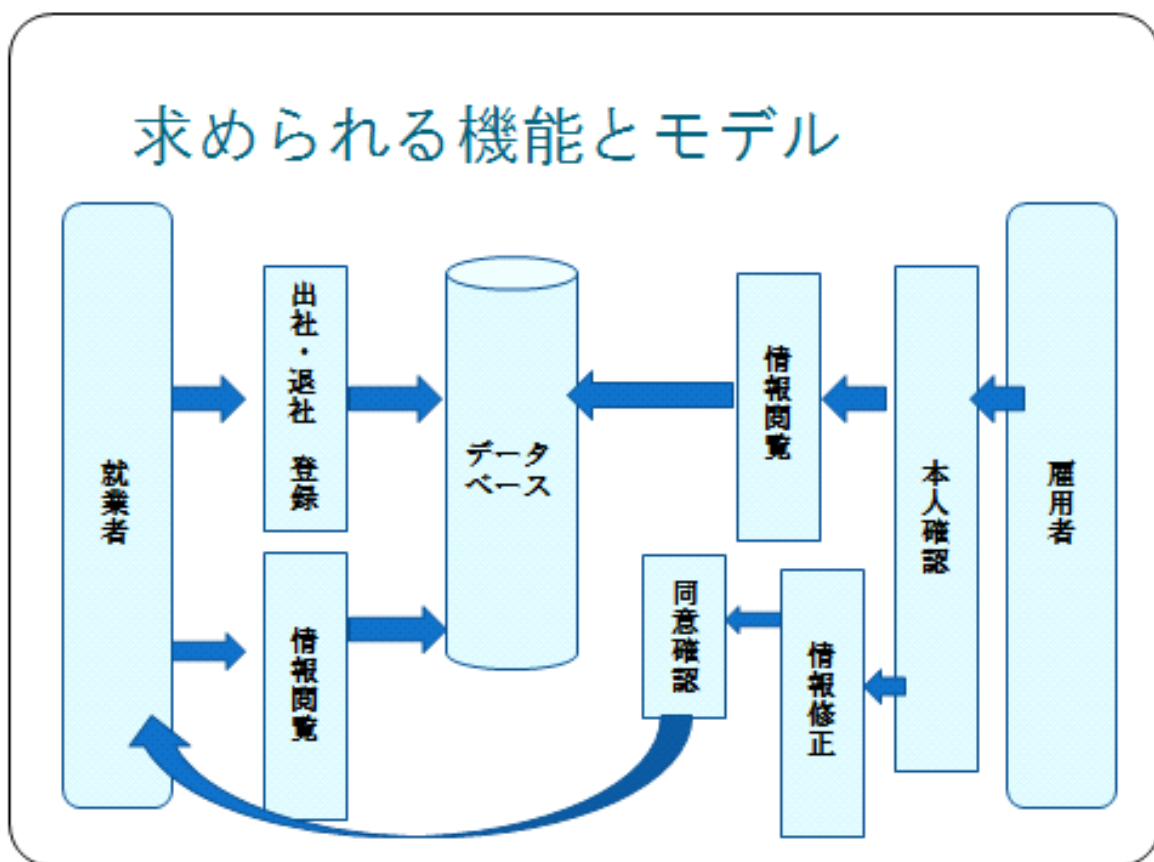 求められる機能とモデル
就業者
出社・退社　登録
情報閲覧
データ
ベース
情報閲覧
同意確認
情報修正
本人確認
雇用者